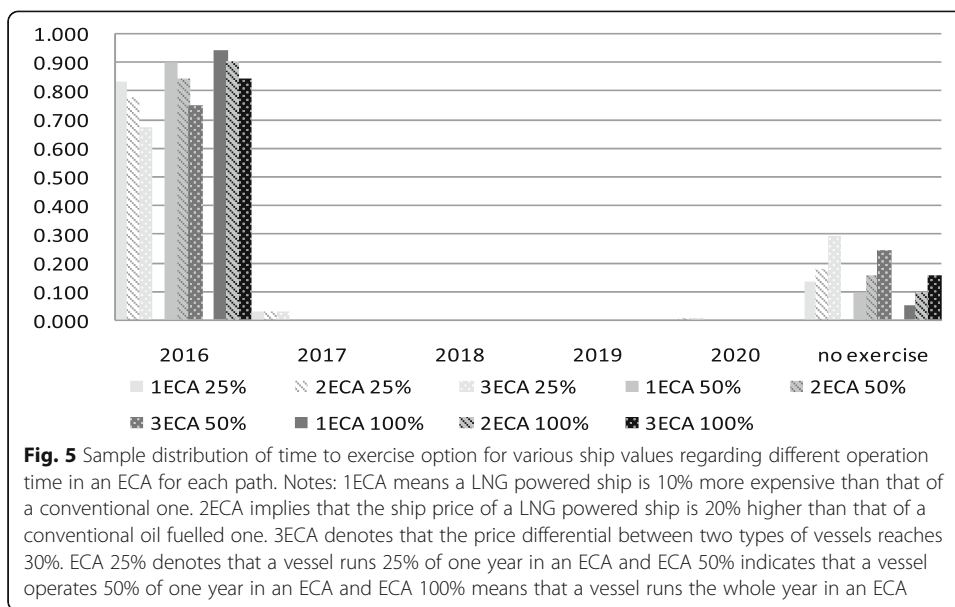 1.000
0.900
0.800
0.700
0.600
0.500
0.400
0.300
0.200
0.100
0.000
2016 2017 2018 2019 2020 no exercise
1ECA 25% 2ECA 25% 3ECA 25% 1ECA 50% 2ECA 50%
3ECA 50% 1ECA 100% 2ECA 100% 3ECA 100%
Fig. 5 Sample distribution of time to exercise option for various ship values regarding different operation
time in an ECA for each path. Notes: 1ECA means a LNG powered ship is 10% more expensive than that of
a conventional one. 2ECA implies that the ship price of a LNG powered ship is 20% higher than that of a
conventional oil fuelled one. 3ECA denotes that the price differential between two types of vessels reaches
30%. ECA 25% denotes that a vessel runs 25% of one year in an ECA and ECA 50% indicates that a vessel
operates 50% of one year in an ECA and ECA 100% means that a vessel runs the whole year in an ECA